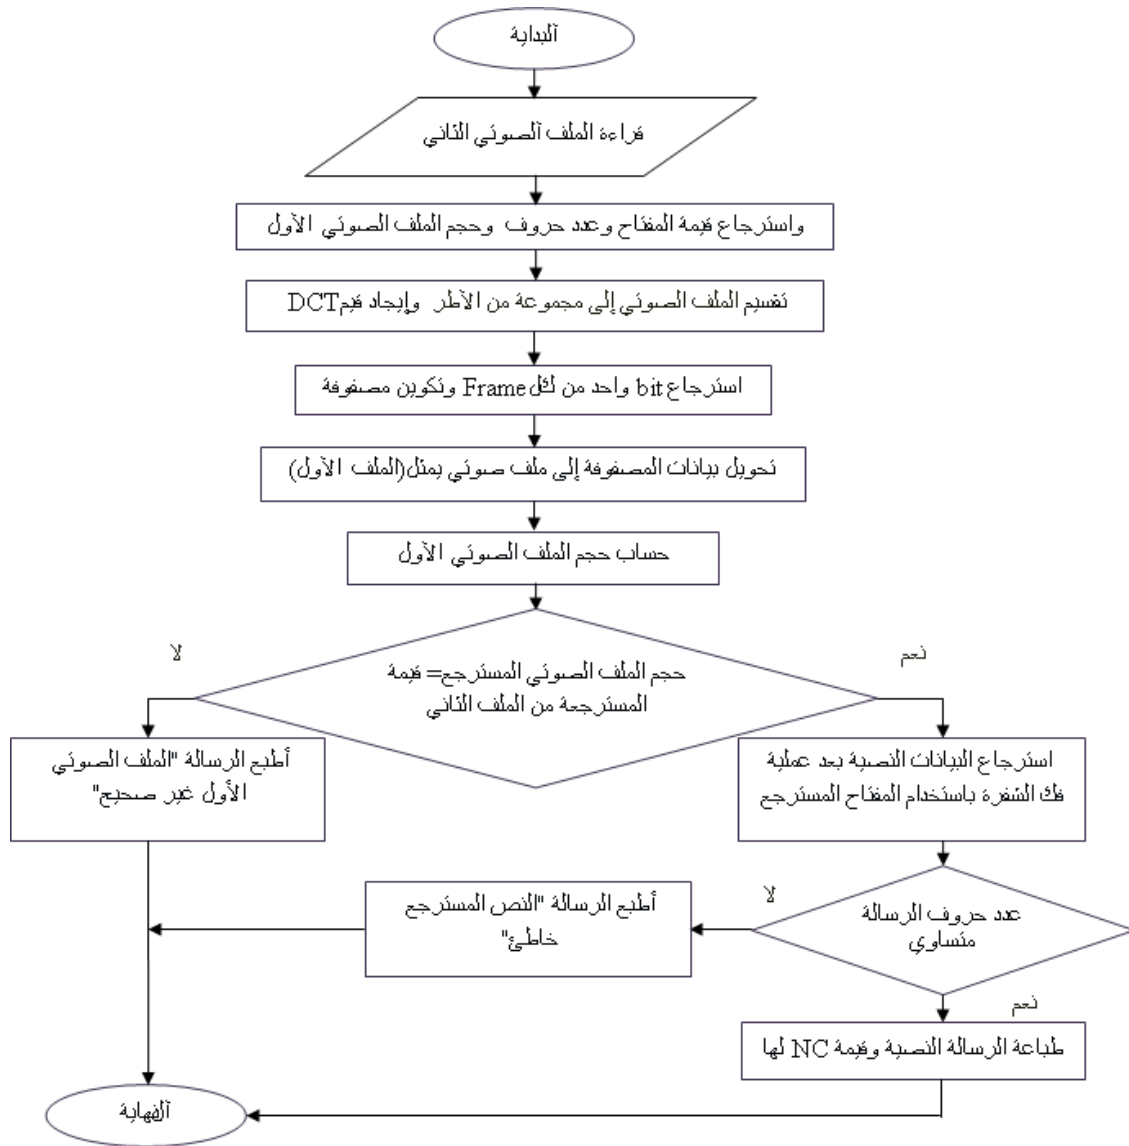 البداية
قراءة الملف الصوتي الثاني
واسترجاع قيمة المفتاح وعدد حروف وحجم الملف الصوتي الأول
تقسيم الملف الصوتي إلى مجموعة من الأطر وإيجاد قيم DCT
استرجاع bit واحد من لكل Frame وتكوين مصفوفة
تحويل بيانات المصفوفة إلى ملف صوتي يمثل (الملف الأول)
حساب حجم الملف الصوتي الأول
نعم
لا
حجم الملف الصوتي المسترجع= قيمة
المسترجعة من الملف الثاني
استرجاع البيانات النصية بعد عملية
فك الشفرة باستخدام المفتاح المسترجع
أطبع الرسالة "الملف الصوتي
الأول غير صحيح"
عدد حروف الرسالة
متساوي
لا
أطبع الرسالة "النص المسترجع
خاطئ"
نعم
طباعة الرسالة النصية وقيمة NC لها
النهاية